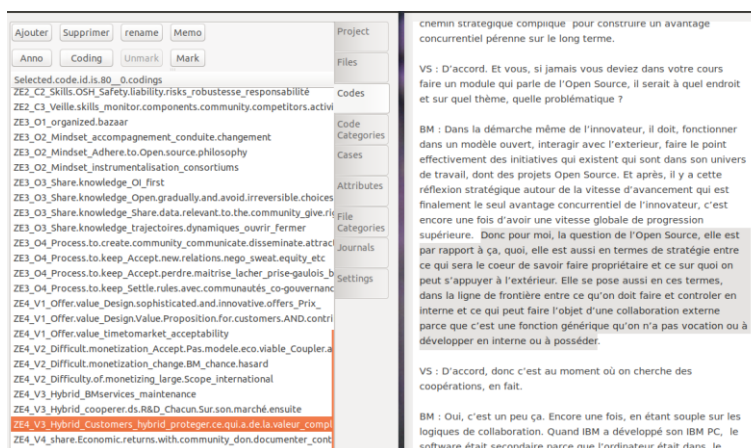 Ajouter Supprimer rename Memo
Anno Coding Unmark Mark
Selected.code.id.is.80__0.codings
ZE2_C2_Skills.OSH_Safety.liability.risks_robustesse_responsabilité
ZE2_C3_Veille.skills_monitor.components.community.competitors.activi
ZE3_O1_organized.bazaar
ZE3_O2_Mindset_accompagnement_conduite.changement
ZE3_O2_Mindset_Adhere.to.Open.source.philosophy
ZE3_O2_Mindset_instrumentalisation_consortiums
ZE3_O3_Share.knowledge_OI_first
ZE3_O3_Share.knowledge_Open.gradually.and.avoid.irreversible.choices
ZE3_O3_Share.knowledge_Share.data.relevant.to.the.community_give.rig
ZE3_O3_Share.knowledge_trajectoires.dynamiques_ouvrir_fermer
ZE3_O4_Process.to.create.community_communicate.disseminate.attract
ZE3_O4_Process.to.keep_Accept.new.relations.nego_sweat.equity_etc
ZE3_O4_Process.to.keep_Accept.perdre.maitrise_lacher_prise-gaulois_b
ZE3_O4_Process.to.keep_Settle.rules.avec.communautés_co-gouvernanc
ZE4_V1_Offer.value_Design.sophisticated.and.innovative.offers_Prix_
ZE4_V1_Offer.value_Design.Value.Proposition.for.customers.AND.contri
ZE4_V1_Offer.value_timetomarket_acceptability
ZE4_V2_Difficult.monetization_Accept.Pas.modele.eco.viable_Coupler.a
ZE4_V2_Difficult.monetization_change.BM_chance.hasard
ZE4_V2_Difficulty.of.monetizing_large.Scope_international
ZE4_V3_Hybrid_BMservices_maintenance
ZE4_V3_Hybrid_cooperer.ds.R&D_Chacun.Sur.son.marché.ensuite
ZE4_V3_Hybrid_Customers_hybrid_proteger.ce.qui.a.de.la.valeur_compl
ZE4_V4_share.Economic.returns.with.community_don.documenter_cont
Project
Files
Codes
Code
Categories
Cases
Attributes
File
Categories
Journals
Settings
chemin stratégique compliqué pour construire un avantage
concurrentiel pérenne sur le long terme.
VS : D'accord. Et vous, si jamais vous deviez dans votre cours
faire un module qui parle de l'Open Source, il serait à quel endroit
et sur quel thème, quelle problématique ?
BM : Dans la démarche même de l'innovateur, il doit, fonctionner
dans un modèle ouvert, interagir avec l'exterieur, faire le point
effectivement des initiatives qui existent qui sont dans son univers
de travail, dont des projets Open Source. Et après, il y a cette
réflexion stratégique autour de la vitesse d'avancement qui est
finalement le seul avantage concurrentiel de l'innovateur, c'est
encore une fois d'avoir une vitesse globale de progression
supérieure. Donc pour moi, la question de l'Open Source, elle est
par rapport à ça, quoi, elle est aussi en termes de stratégie entre
ce qui sera le coeur de savoir faire propriétaire et ce sur quoi on
peut s'appuyer à l'extérieur. Elle se pose aussi en ces termes,
dans la ligne de frontière entre ce qu'on doit faire et controler en
interne et ce qui peut faire l'objet d'une collaboration externe
parce que c'est une fonction générique qu'on n'a pas vocation ou à
développer en interne ou à posséder.
VS : D'accord, donc c'est au moment où on cherche des
coopérations, en fait.
BM : Oui, c'est un peu ça. Encore une fois, en étant souple sur les
logiques de collaboration. Quand IBM a développé son IBM PC, le
software était secondaire parce que l'ordinateur était dans le